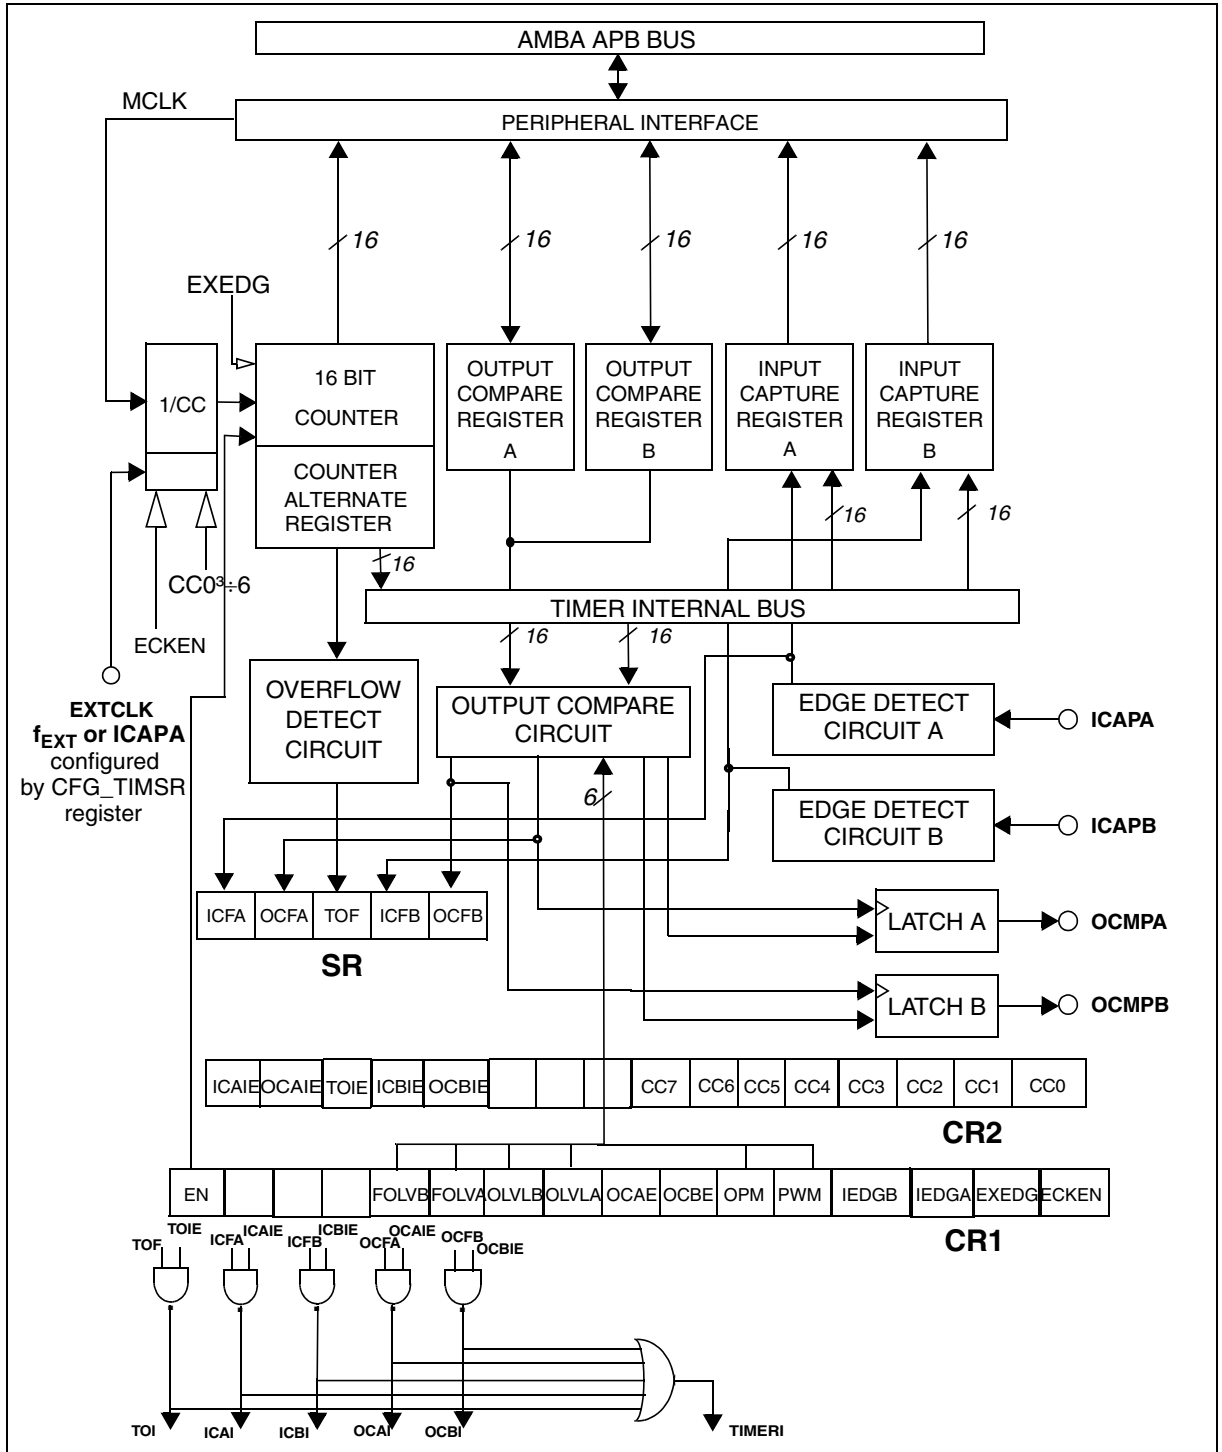 AMBA APB BUS
MCLK
PERIPHERAL INTERFACE
16
16
16
16
16
EXEDG
1/CC
16 BIT
COUNTER
COUNTER
ALTERNATE
REGISTER
OUTPUT
COMPARE
REGISTER
A
OUTPUT
COMPARE
REGISTER
B
INPUT
CAPTURE
REGISTER
A
INPUT
CAPTURE
REGISTER
B
16
16
16
CC0³÷6
ECKEN
TIMER INTERNAL BUS
16
16
EXTCLK
fEXT or ICAPA
configured
by CFG_TIMSR
register
OVERFLOW
DETECT
CIRCUIT
OUTPUT COMPARE
CIRCUIT
6
EDGE DETECT
CIRCUIT A
ICAPA
EDGE DETECT
CIRCUIT B
ICAPB
ICFA OCFA TOF ICFB OCFB
SR
LATCH A
OCMPA
LATCH B
OCMPB
ICAIE OCAIE TOIE ICBIE OCBIE CC7 CC6 CC5 CC4 CC3 CC2 CC1 CC0
CR2
EN FOLVB FOLVA OLVLB OLVLA OCAE OCBE OPM PWM IEDGB IEDGA EXEDG ECKEN
CR1
TOF TOIE ICFA ICAIE ICFB ICBIE OCFA OCAIE OCFB OCBIE
TOI ICAI ICBI OCAI OCBI TIMERI